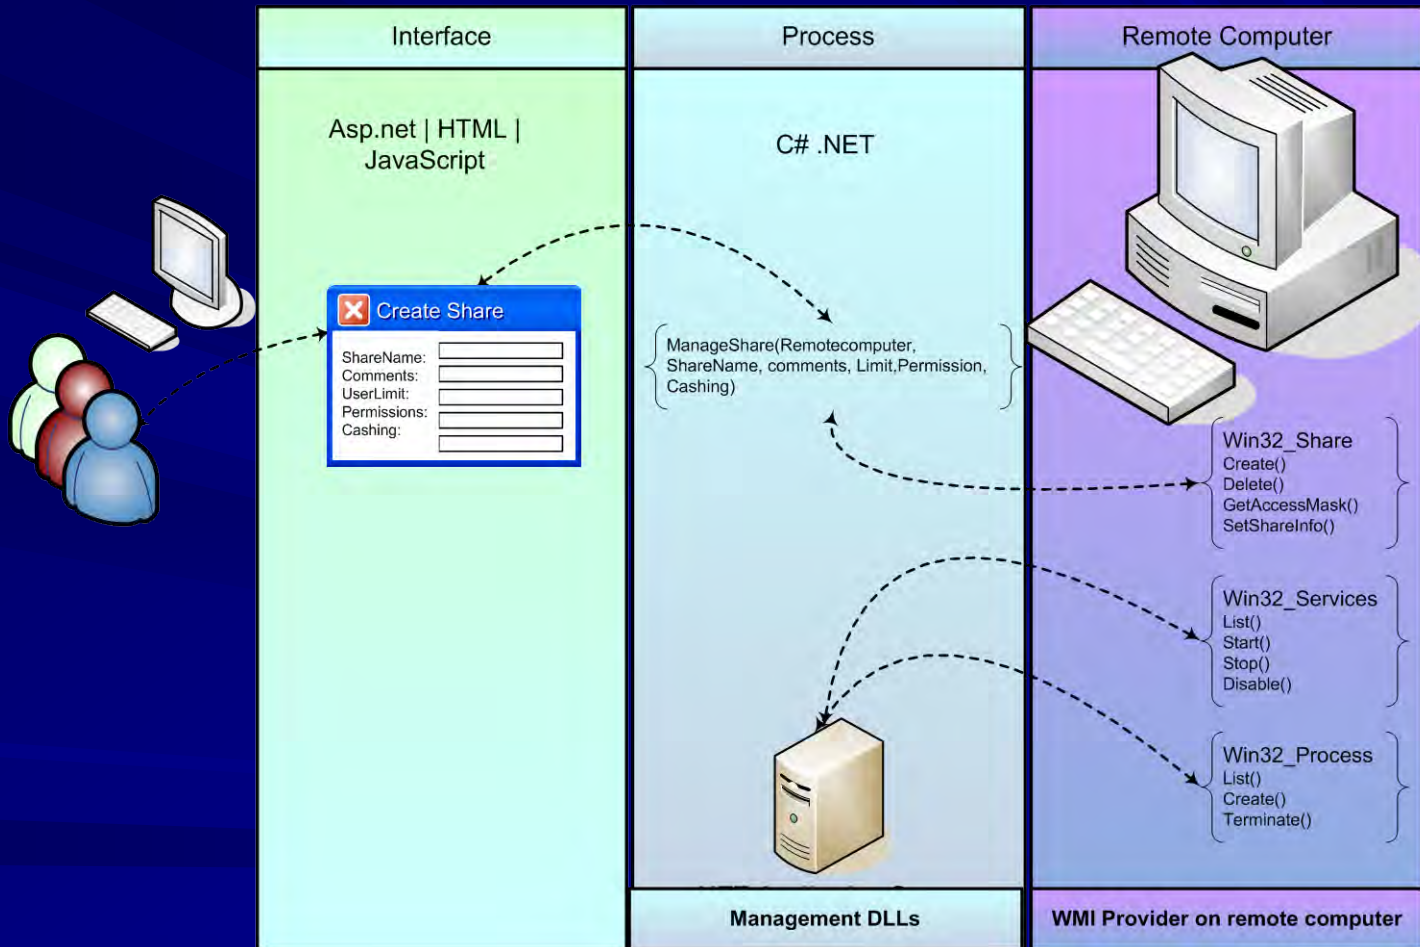 Interface
Process
Remote Computer
Asp.net | HTML |
JavaScript
C# .NET
Create Share
ShareName:
Comments:
UserLimit:
Permissions:
Cashing:
ManageShare(Remotecomputer,
ShareName, comments, Limit,Permission,
Cashing)
Win32_Share
Create()
Delete()
GetAccessMask()
SetShareInfo()
Win32_Services
List()
Start()
Stop()
Disable()
Win32_Process
List()
Create()
Terminate()
Management DLLs
WMI Provider on remote computer